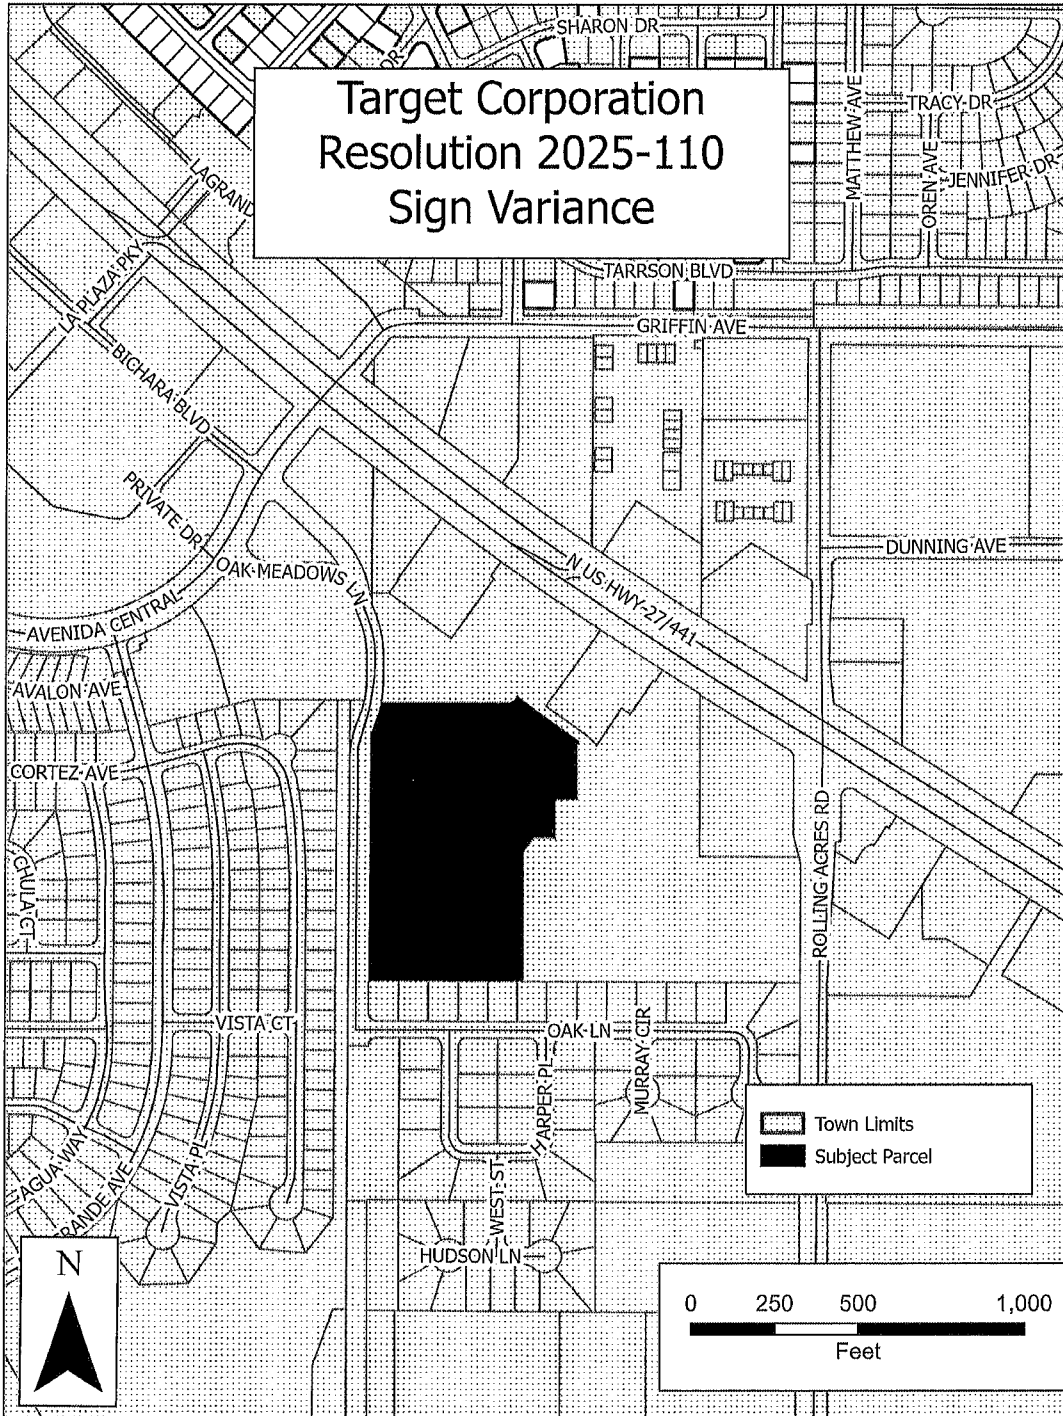 SHARON DR
DR
Target Corporation
Resolution 2025-110
Sign Variance
MATTHEW AVE
TRACY DR
OREN AVE
JENNIFER DR
LAGRAND
LA PLAZA PKY
TARRSON BLVD
GRIFFIN AVE
BICHARA BLVD
PRIVATE DR
OAK MEADOWS LN
N US HWY-27/441
DUNNING AVE
AVENIDA CENTRAL
AVALON AVE
CORTEZ AVE
CHULA CT
ROLLING ACRES RD
VISTA CT
OAK LN
HARPER PL
MURRAY CIR
Town Limits
Subject Parcel
AGUA WAY
RANDE AVE
VISTA PL
WEST ST
HUDSON LN
N
0 250 500 1,000
Feet